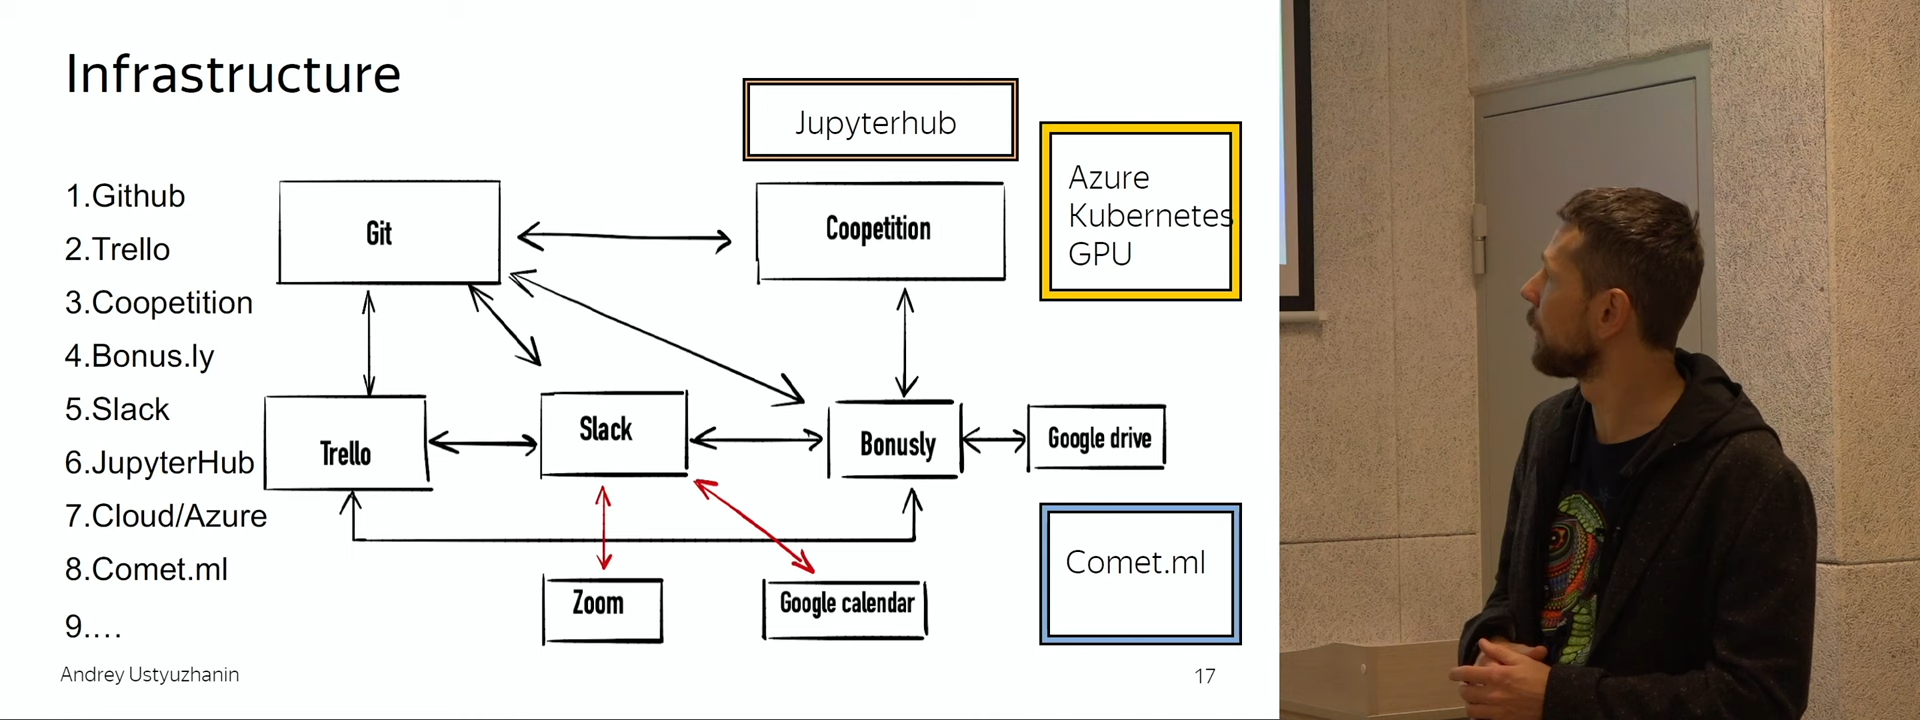 Infrastructure
1.Github
2.Trello
3.Coopetition
4.Bonus.ly
5.Slack
6.JupyterHub
7.Cloud/Azure
8.Comet.ml
9.…
Jupyterhub
Azure
Kubernetes
GPU
Git
Coopetition
Trello
Slack
Bonusly
Google drive
Comet.ml
Zoom
Google calendar
Andrey Ustyuzhanin
17